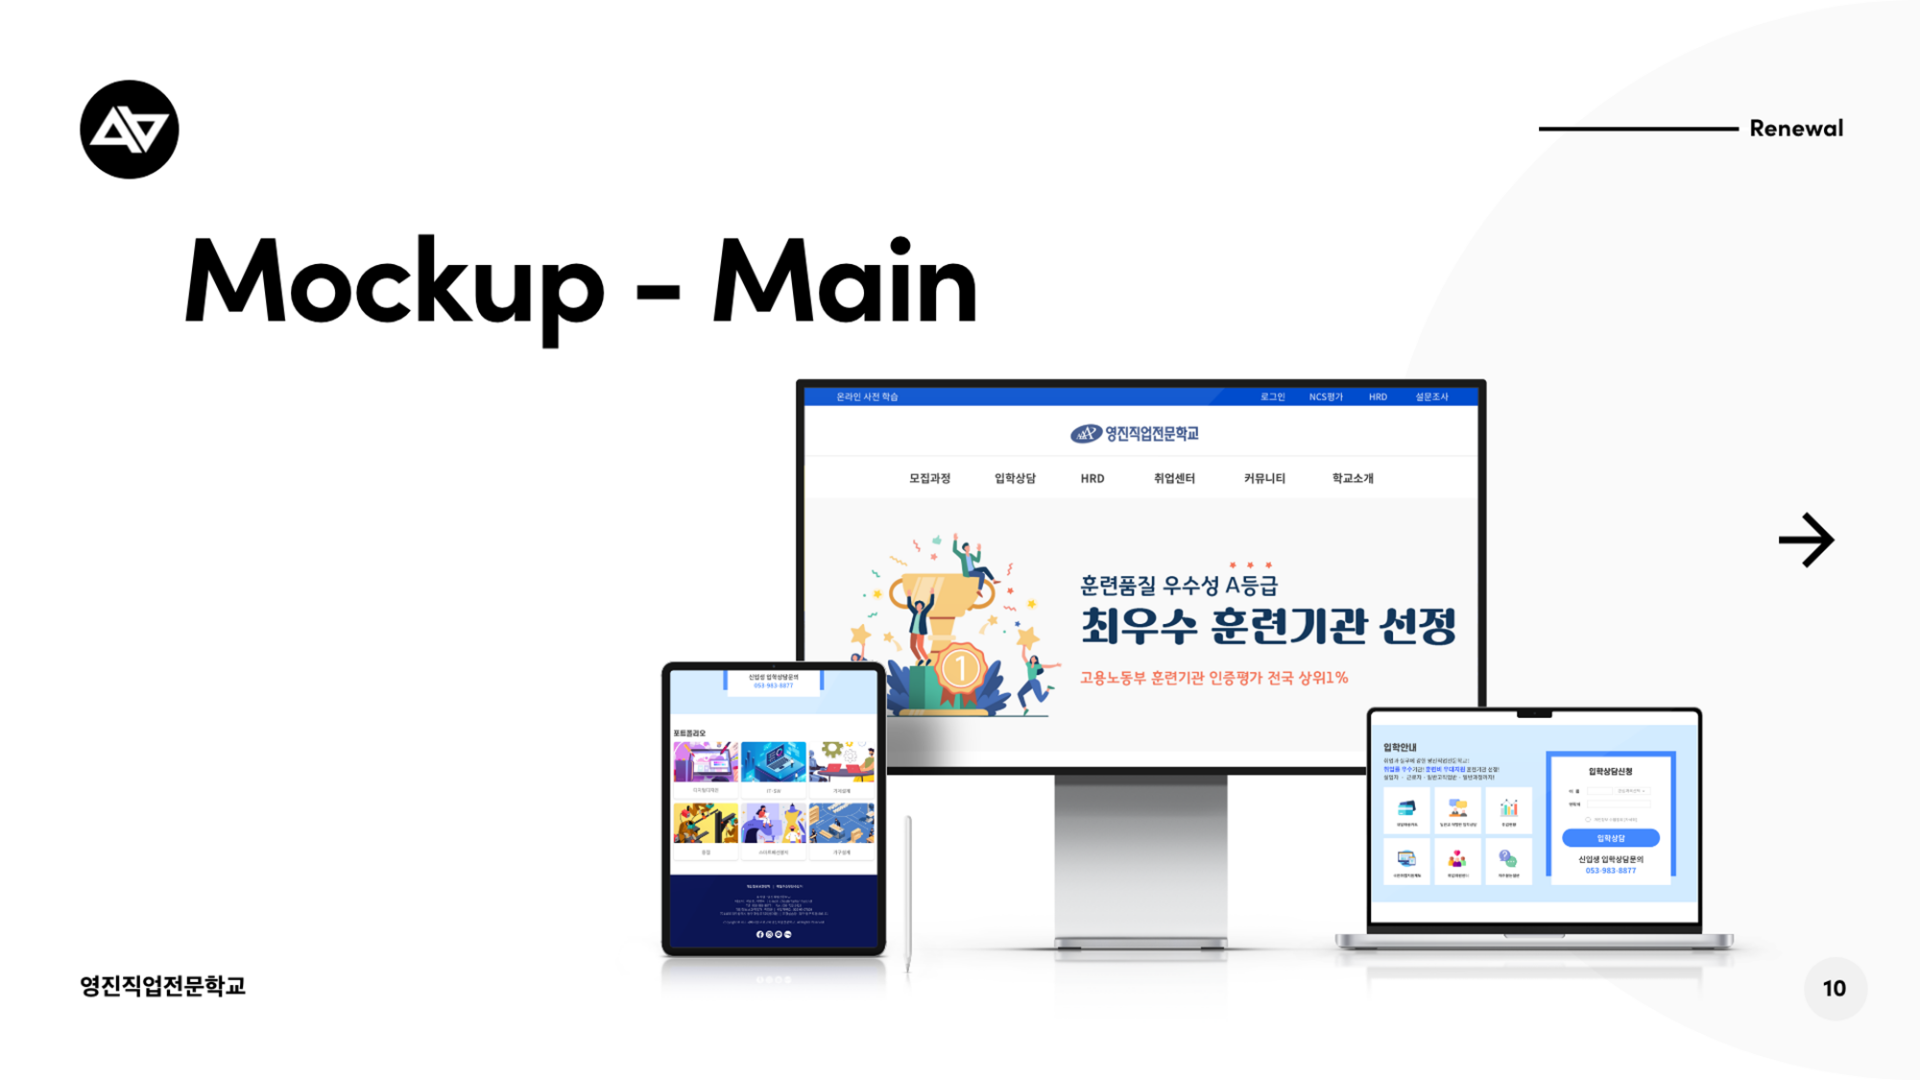 Renewal
Mockup - Main
온라인 사전 학습
로그인 NCS평가 HRD 설문조사
영진직업전문학교
모집과정 입학상담 HRD 취업센터 커뮤니티 학교소개
훈련품질 우수성 A등급
최우수 훈련기관 선정
고용노동부 훈련기관 인증평가 전국 상위1%
신입생 입학상담문의
053-983-8877
포트폴리오
IT·SW
입학안내
입학상담신청
입학상담
신입생 입학상담문의
053-983-8877
영진직업전문학교
10